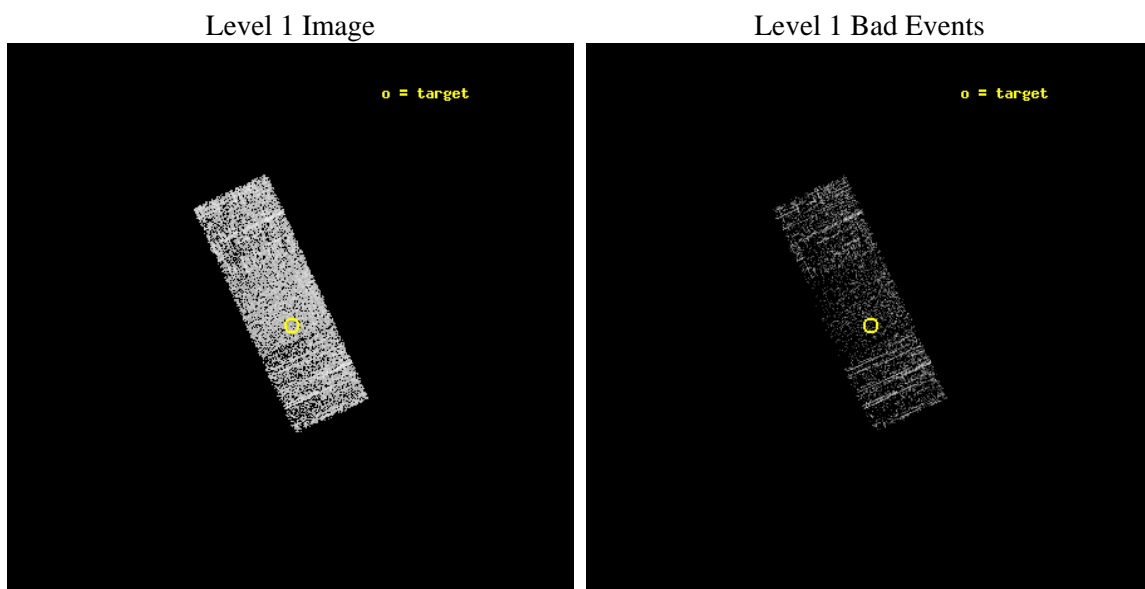 Level 1 Image
Level 1 Bad Events
o = target
o = target